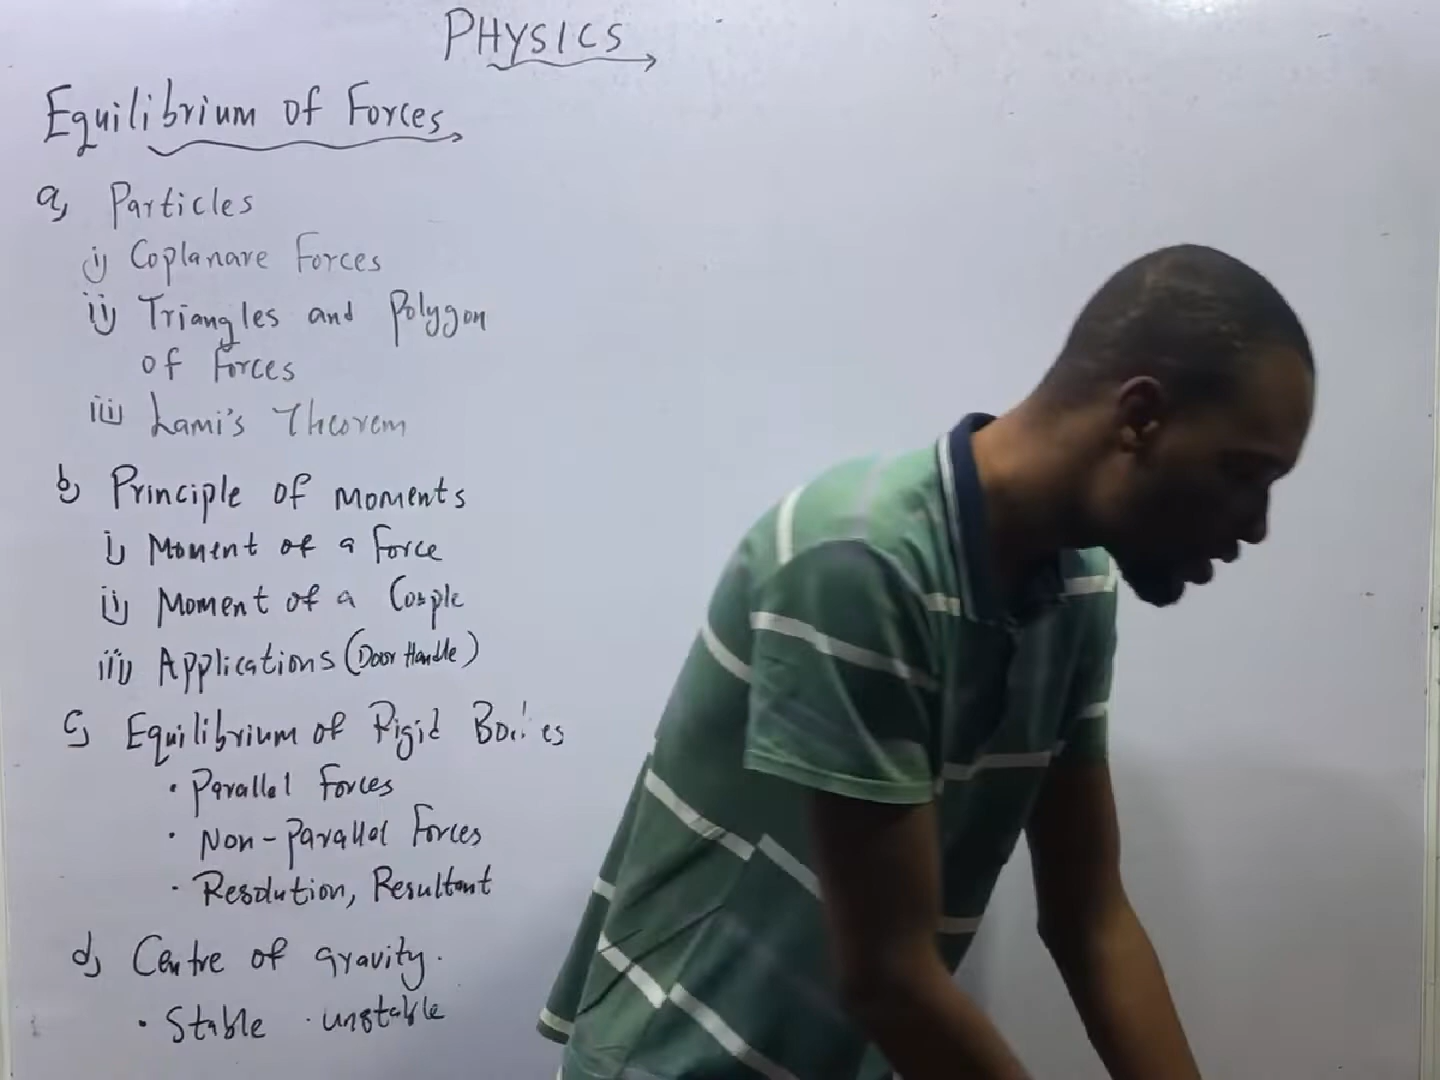 PHYSICS
Equilibrium of Forces
a, Particles
i) Coplanare Forces
ii) Triangles and Polygon
of Forces
iii) Lami's Theorem
b) Principle of moments
i) Moment of a Force
ii) Moment of a Couple
iii) Applications (Door Handle)
c) Equilibrium of Rigid Bodies
· Parallel Forces
· Non-parallel Forces
· Resolution, Resultant
d) Centre of gravity.
· Stable · unstable